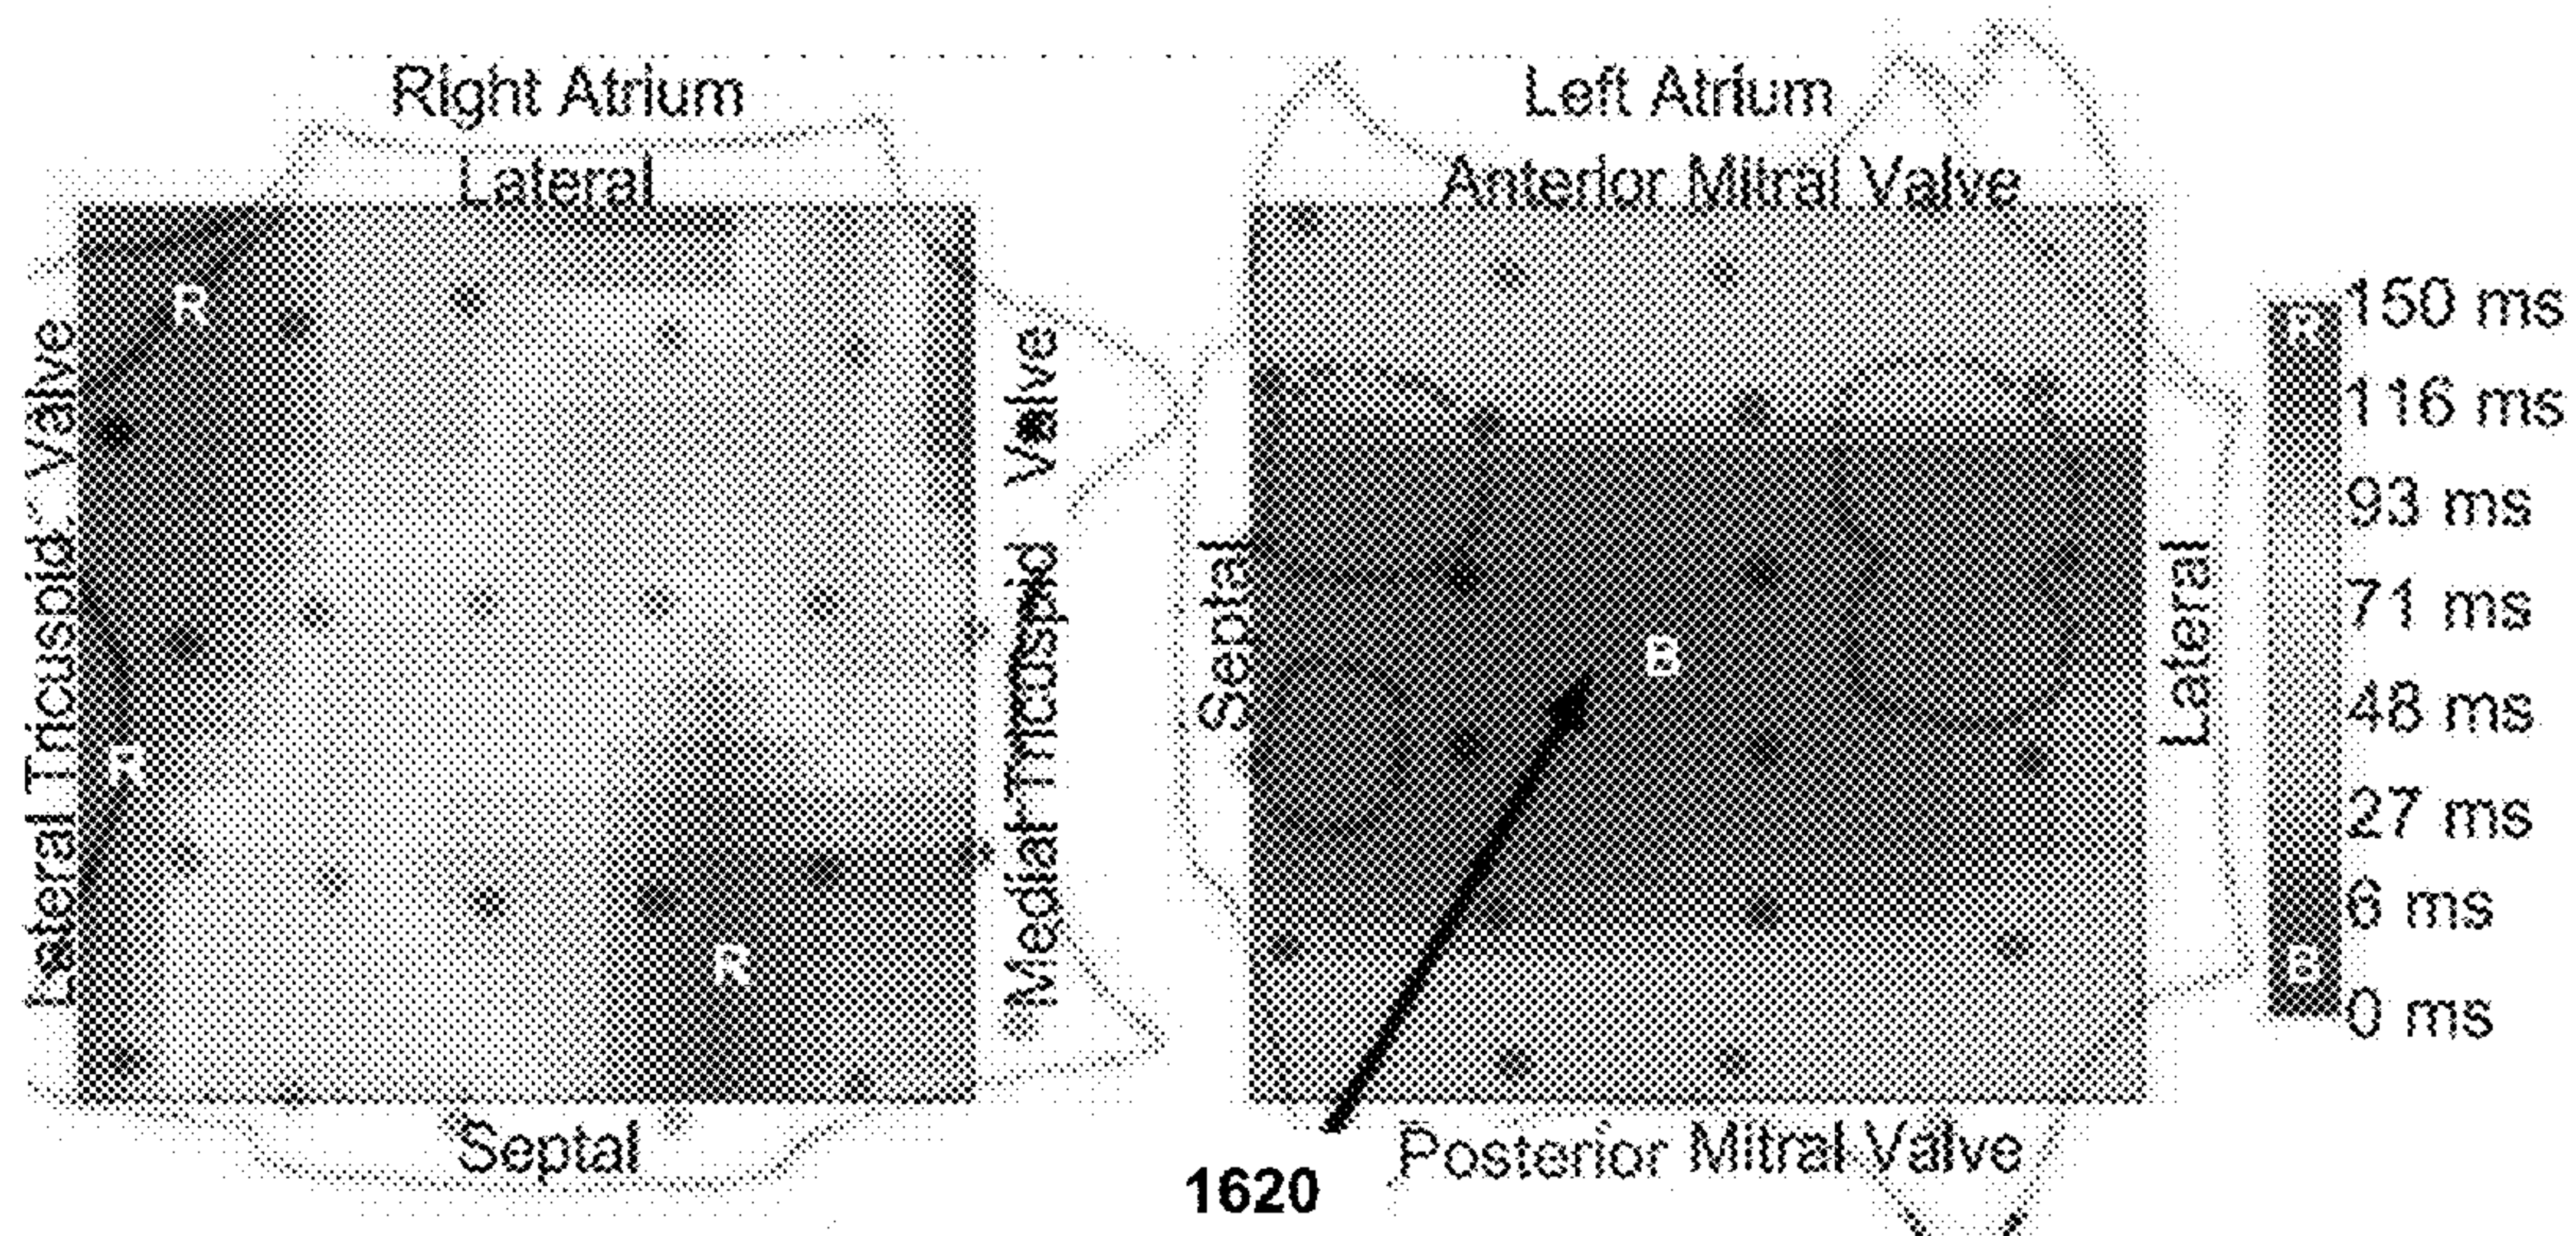 Right Atrium
Lateral
Lateral Tricuspid Valve
R
R
R
Medial Tricuspid Valve
Septal
Left Atrium
Anterior Mitral Valve
Septal
B
Lateral
Posterior Mitral Valve
1620
R
B
150 ms
116 ms
93 ms
71 ms
48 ms
27 ms
6 ms
0 ms